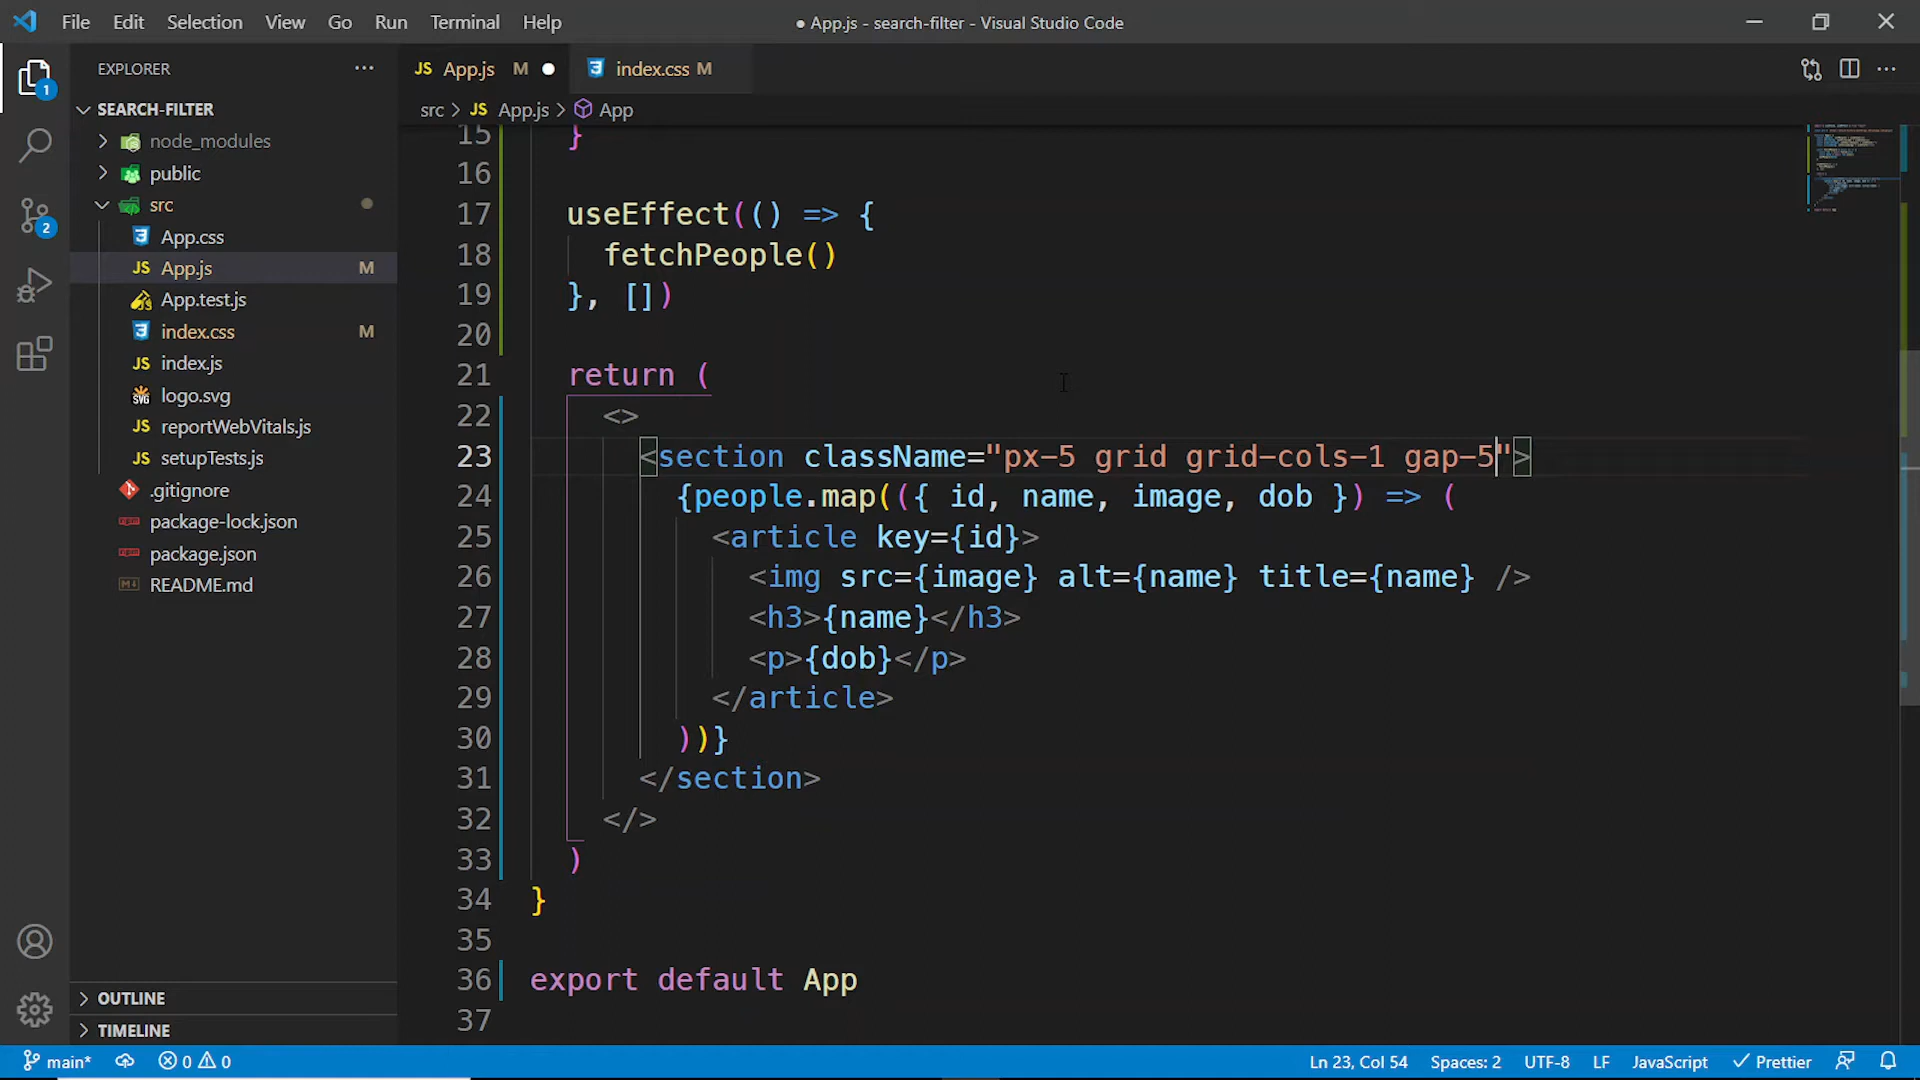 File Edit Selection View Go Run Terminal Help
● App.js - search-filter - Visual Studio Code
EXPLORER
SEARCH-FILTER
node_modules
public
src
App.css
App.js M
App.test.js
index.css M
index.js
logo.svg
reportWebVitals.js
setupTests.js
.gitignore
package-lock.json
package.json
README.md
OUTLINE
TIMELINE
1
2
JS App.js M
index.css M
src > JS App.js > App
15 }
16
17 useEffect(() => {
18 fetchPeople()
19 }, [])
20
21 return (
22 <>
23 <section className="px-5 grid grid-cols-1 gap-5">
24 {people.map(({ id, name, image, dob }) => (
25 <article key={id}>
26 <img src={image} alt={name} title={name} />
27 <h3>{name}</h3>
28 <p>{dob}</p>
29 </article>
30 ))}
31 </section>
32 </>
33 )
34 }
35
36 export default App
37
main* 0 0 Ln 23, Col 54 Spaces: 2 UTF-8 LF JavaScript Prettier